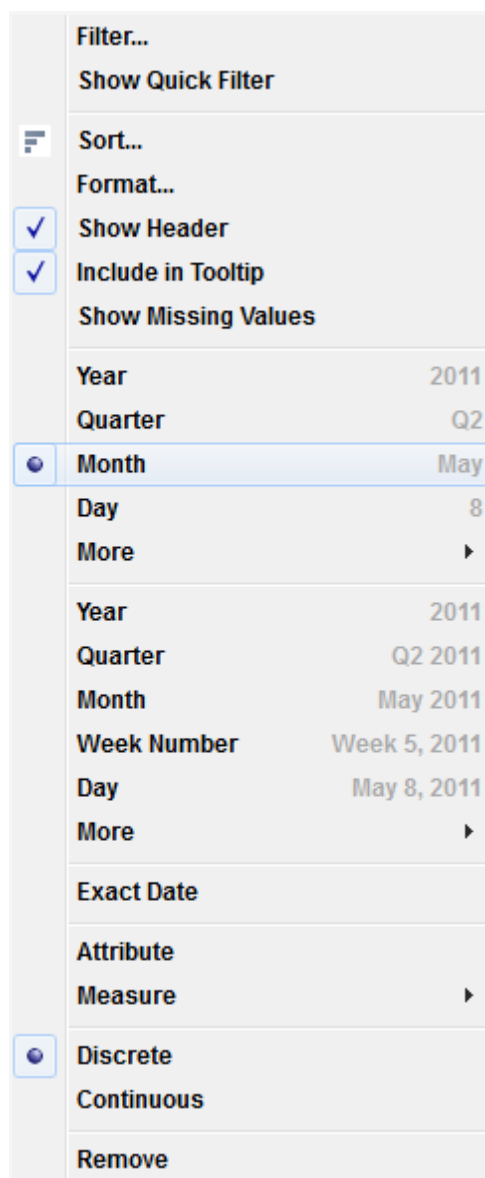 Filter...
Show Quick Filter
Sort...
Format...
Show Header
Include in Tooltip
Show Missing Values
Year 2011
Quarter Q2
Month May
Day 8
More
Year 2011
Quarter Q2 2011
Month May 2011
Week Number Week 5, 2011
Day May 8, 2011
More
Exact Date
Attribute
Measure
Discrete
Continuous
Remove